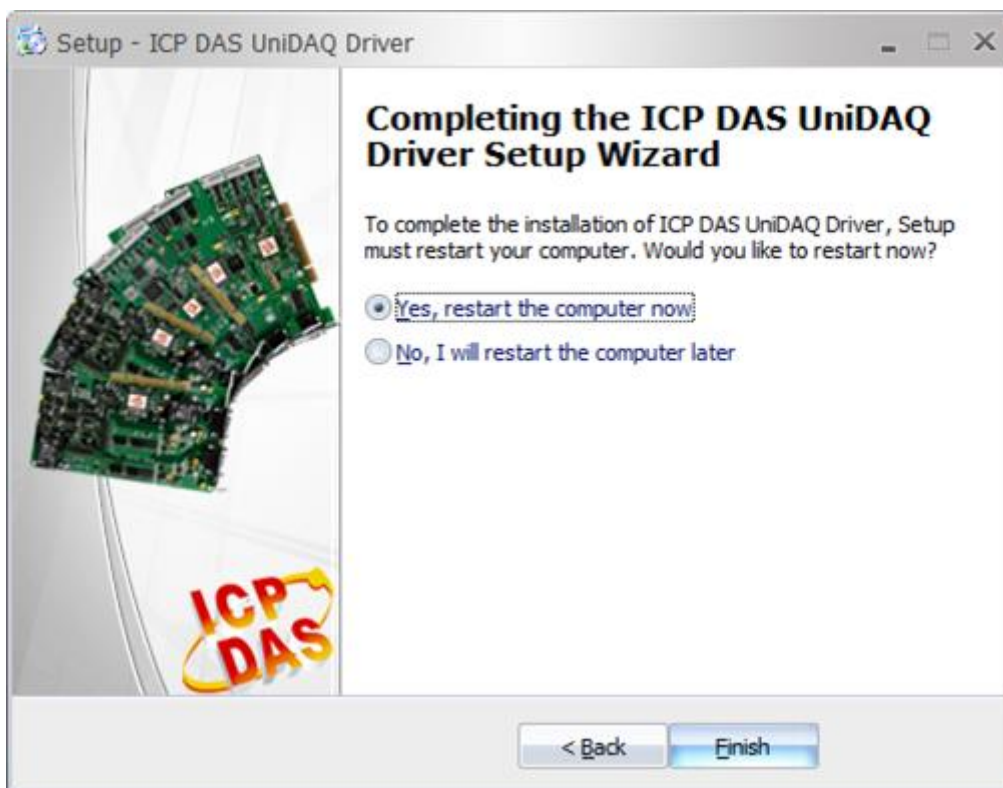 Setup - ICP DAS UniDAQ Driver
Completing the ICP DAS UniDAQ
Driver Setup Wizard
To complete the installation of ICP DAS UniDAQ Driver, Setup
must restart your computer. Would you like to restart now?
Yes, restart the computer now
No, I will restart the computer later
ICP
DAS
< Back
Finish